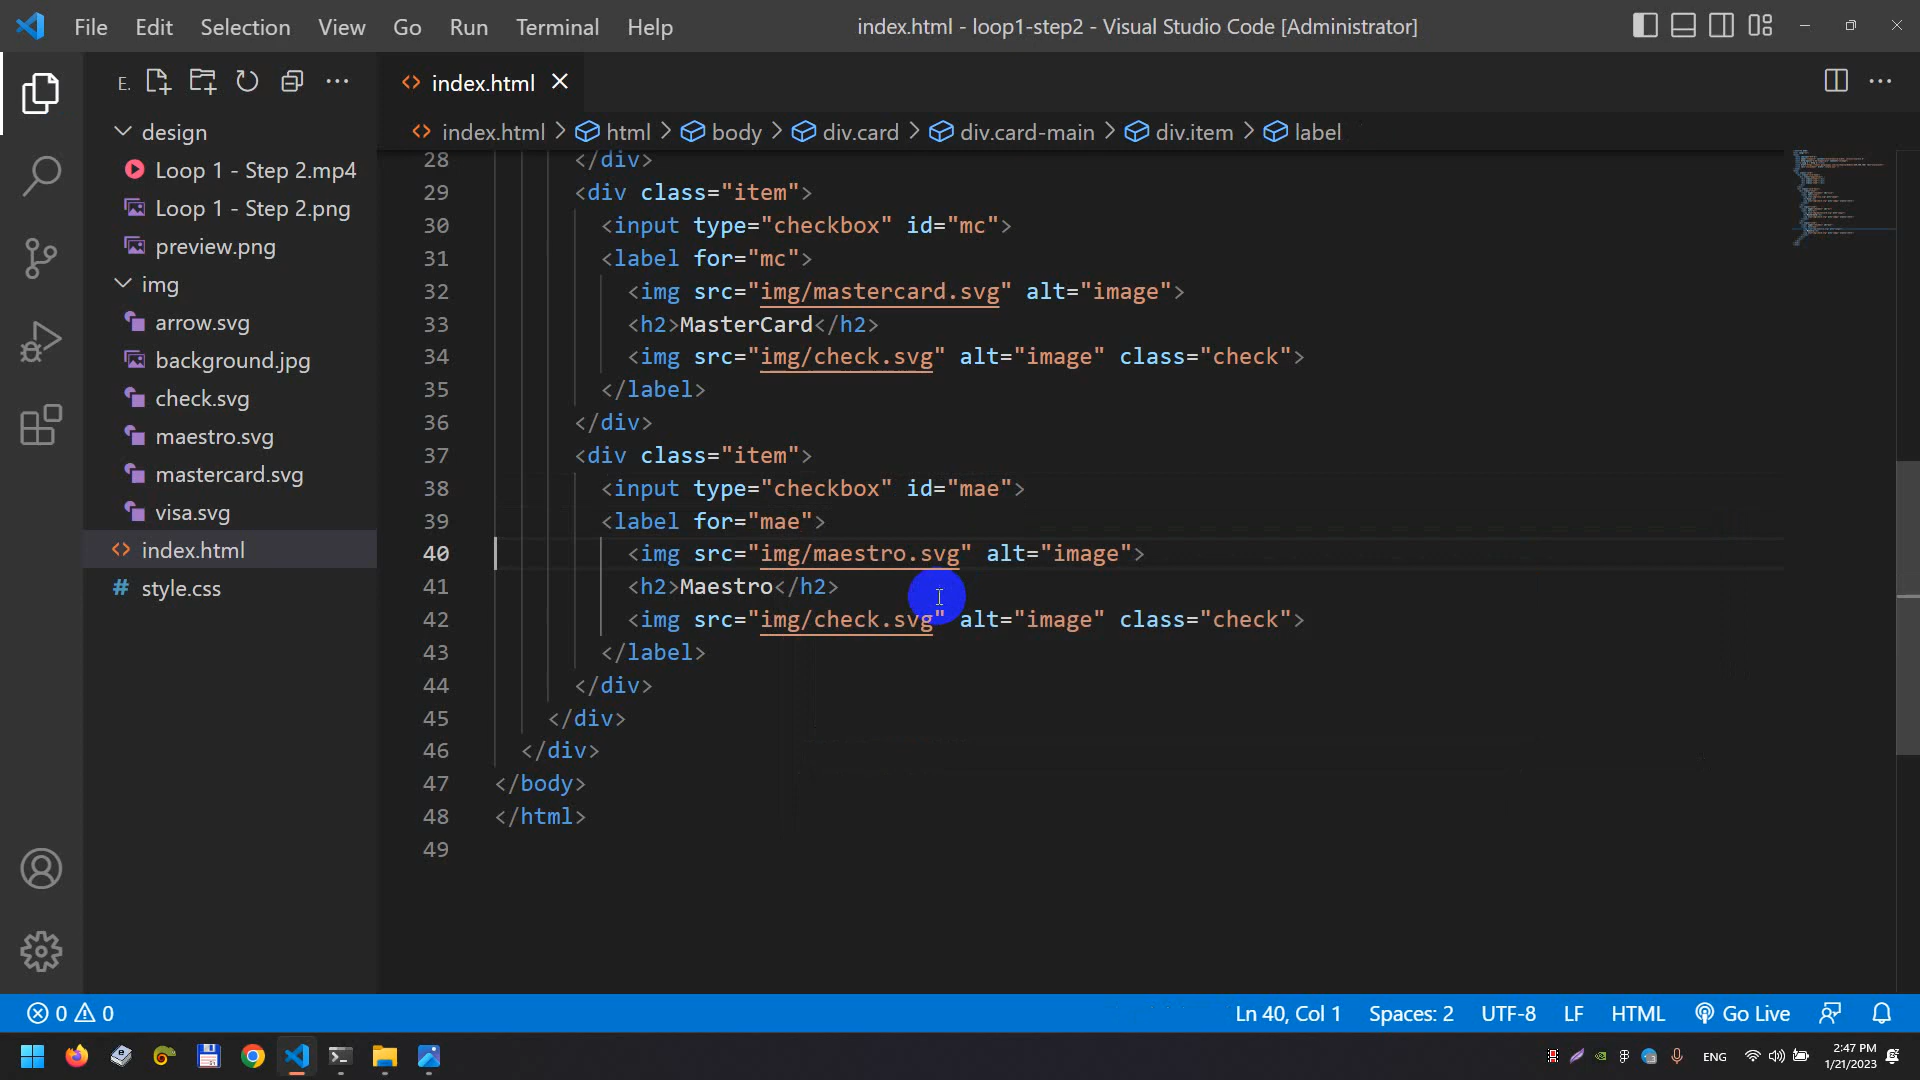 File Edit Selection View Go Run Terminal Help
index.html - loop1-step2 - Visual Studio Code [Administrator]
E.
index.html
design
index.html > html > body > div.card > div.card-main > div.item > label
Loop 1 - Step 2.mp4
Loop 1 - Step 2.png
preview.png
img
arrow.svg
background.jpg
check.svg
maestro.svg
mastercard.svg
visa.svg
index.html
# style.css
28 </div>
29 <div class="item">
30 <input type="checkbox" id="mc">
31 <label for="mc">
32 <img src="img/mastercard.svg" alt="image">
33 <h2>MasterCard</h2>
34 <img src="img/check.svg" alt="image" class="check">
35 </label>
36 </div>
37 <div class="item">
38 <input type="checkbox" id="mae">
39 <label for="mae">
40 <img src="img/maestro.svg" alt="image">
41 <h2>Maestro</h2>
42 <img src="img/check.svg" alt="image" class="check">
43 </label>
44 </div>
45 </div>
46 </div>
47 </body>
48 </html>
49
0 0
Ln 40, Col 1 Spaces: 2 UTF-8 LF HTML Go Live
ENG
2:47 PM
1/21/2023